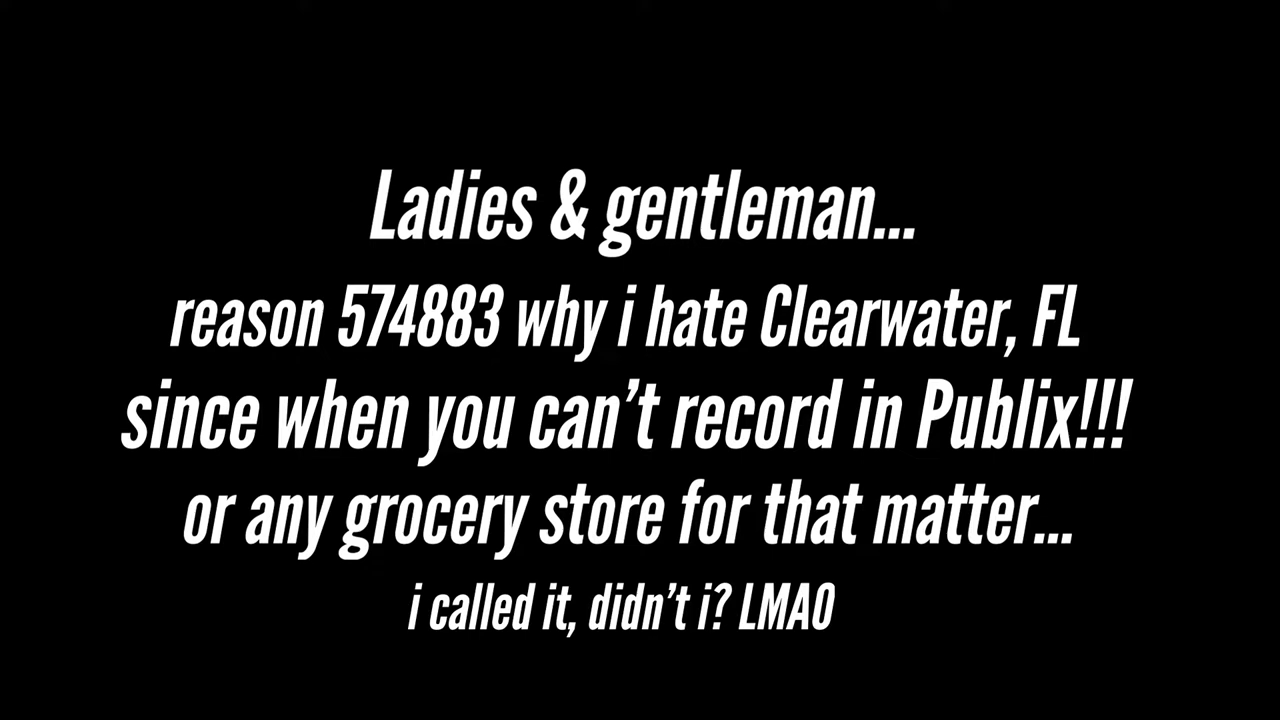 Ladies & gentleman...
reason 574883 why i hate Clearwater, FL
since when you can't record in Publix!!!
or any grocery store for that matter...
i called it, didn't i? LMAO